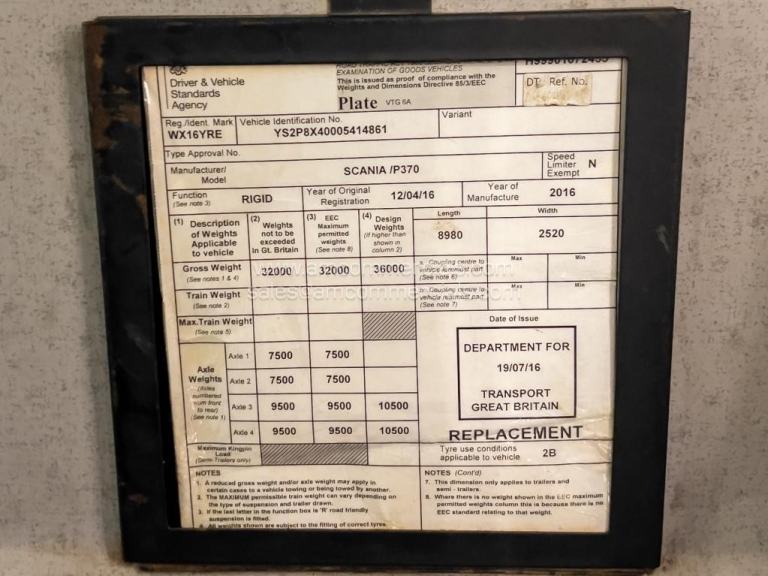 ROAD TRAFFIC
EXAMINATION OF GOODS VEHICLES
This is issued as proof of compliance with the
Weights and Dimensions Directive 85/3/EEC
Plate VTG 6A
Driver & Vehicle
Standards
Agency
DT. Ref. No.
Reg./Ident. Mark
WX16YRE
Vehicle Identification No.
YS2P8X40005414861
Variant
Type Approval No.
Manufacturer/
Model
SCANIA /P370
Speed
Limiter N
Exempt
Function
(See note 3)
RIGID
Year of Original
Registration
12/04/16
Year of
Manufacture
2016
(1) Description
of Weights
Applicable
to vehicle
(2) Weights
not to be
exceeded
in Gt. Britain
(3) EEC
Maximum
permitted
weights
(See note 8)
(4) Design
Weights
(if higher than
shown in
column 2)
Length
8980
Width
2520
Gross Weight
(See notes 1 & 4)
32000 32000 36000
a. Coupling centre to
vehicle foremost part
(See note 6)
Max Min
Train Weight
(See note 2)
b. Coupling centre to
vehicle rearmost part
(See note 7)
Max Min
Max.Train Weight
(See note 5)
Axle
Weights
(Axles
numbered
from front
to rear)
(See note 1)
Axle 1 7500 7500
Axle 2 7500 7500
Axle 3 9500 9500 10500
Axle 4 9500 9500 10500
Maximum Kingpin
Load
(Semi-Trailers only)
Date of Issue
DEPARTMENT FOR
19/07/16
TRANSPORT
GREAT BRITAIN
REPLACEMENT
Tyre use conditions
applicable to vehicle 2B
NOTES
1. A reduced gross weight and/or axle weight may apply in
certain cases to a vehicle towing or being towed by another.
2. The MAXIMUM permissible train weight can vary depending on
the type of suspension and trailer drawn.
3. If the last letter in the function box is 'R' road friendly
suspension is fitted.
4. All weights shown are subject to the fitting of correct tyres.
NOTES (Cont'd)
7. This dimension only applies to trailers and
semi - trailers.
8. Where there is no weight shown in the EEC maximum
permitted weights column this is because there is no
EEC standard relating to that weight.